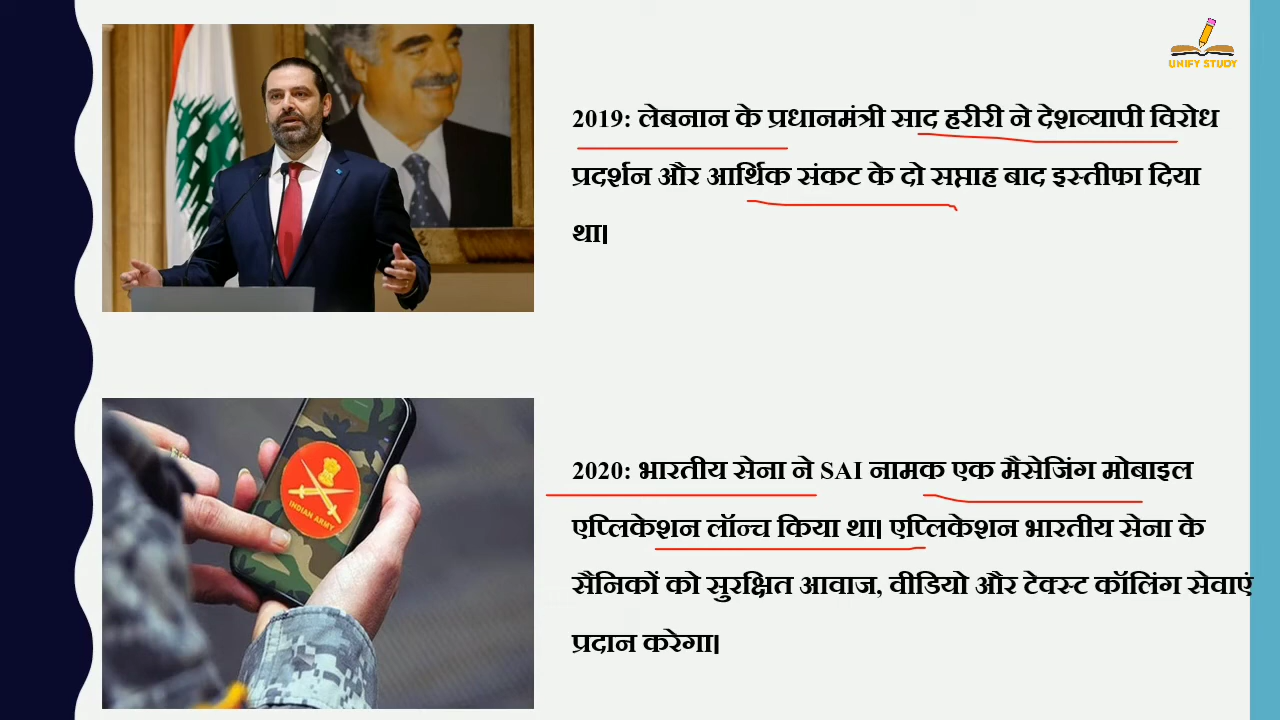 UNIFY STUDY
2019: लेबनान के प्रधानमंत्री साद हरीरी ने देशव्यापी विरोध
प्रदर्शन और आर्थिक संकट के दो सप्ताह बाद इस्तीफा दिया
था।
INDIAN ARMY
2020: भारतीय सेना ने SAI नामक एक मैसेजिंग मोबाइल
एप्लिकेशन लॉन्च किया था। एप्लिकेशन भारतीय सेना के
सैनिकों को सुरक्षित आवाज, वीडियो और टेक्स्ट कॉलिंग सेवाएं
प्रदान करेगा।